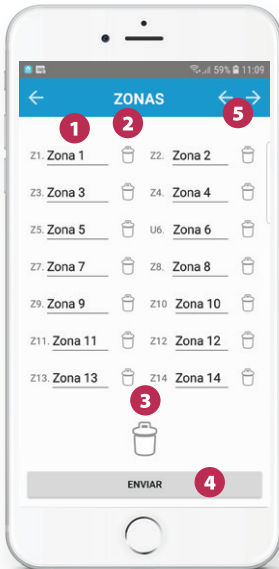 59% 11:09
ZONAS
1
2
5
Z1. Zona 1 Z2. Zona 2
Z3. Zona 3 Z4. Zona 4
Z5. Zona 5 U6. Zona 6
Z7. Zona 7 Z8. Zona 8
Z9. Zona 9 Z10 Zona 10
Z11. Zona 11 Z12 Zona 12
Z13. Zona 13 Z14 Zona 14
3
ENVIAR 4